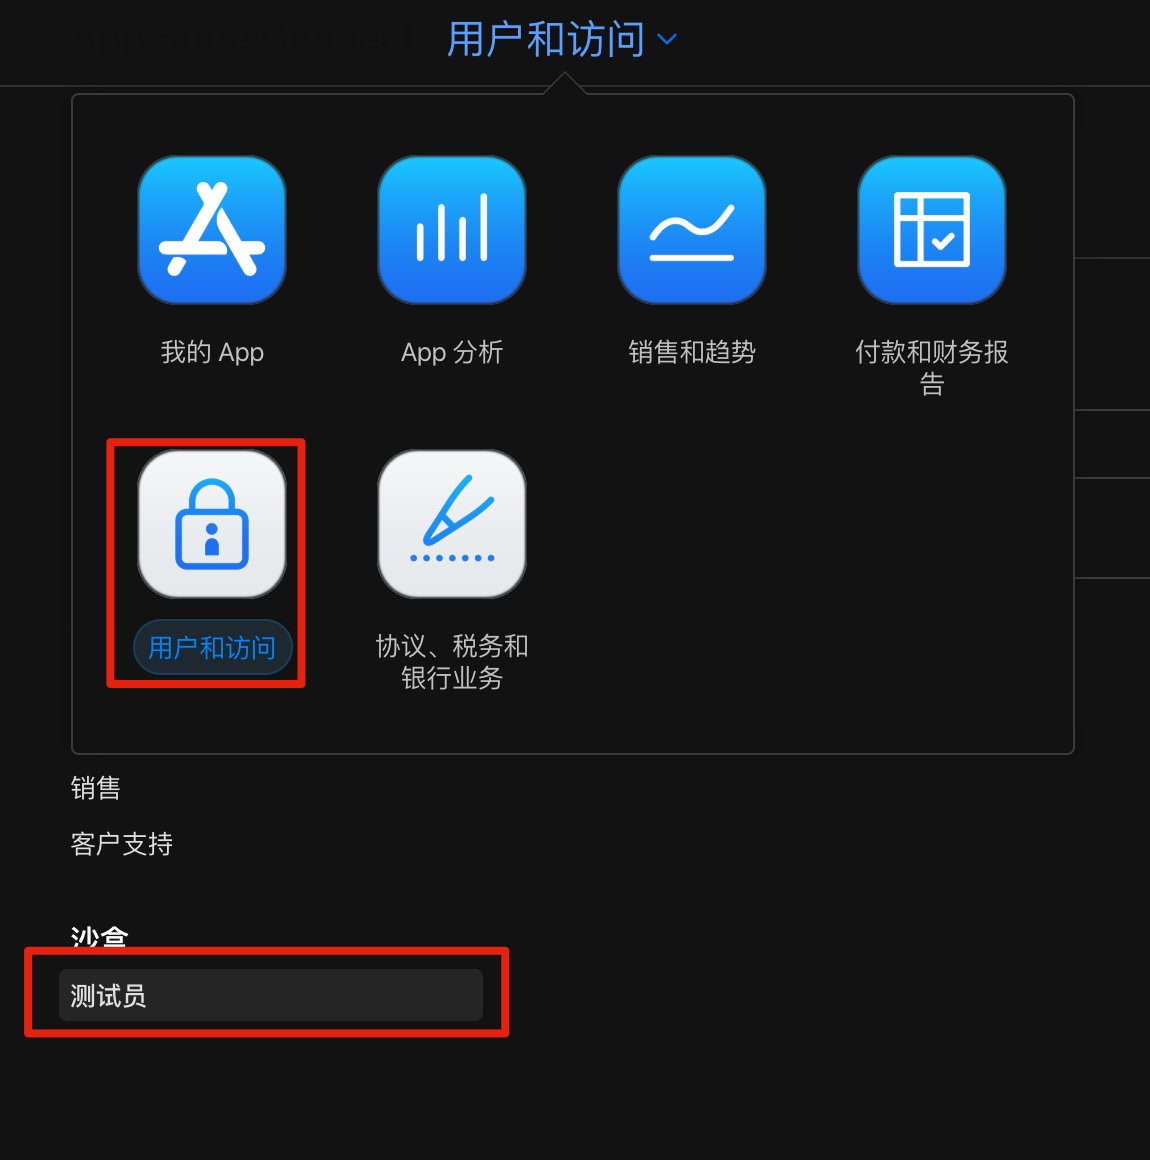 用户和访问
我的 App
App 分析
销售和趋势
付款和财务报
告
用户和访问
协议、税务和
银行业务
销售
客户支持
沙盒
测试员